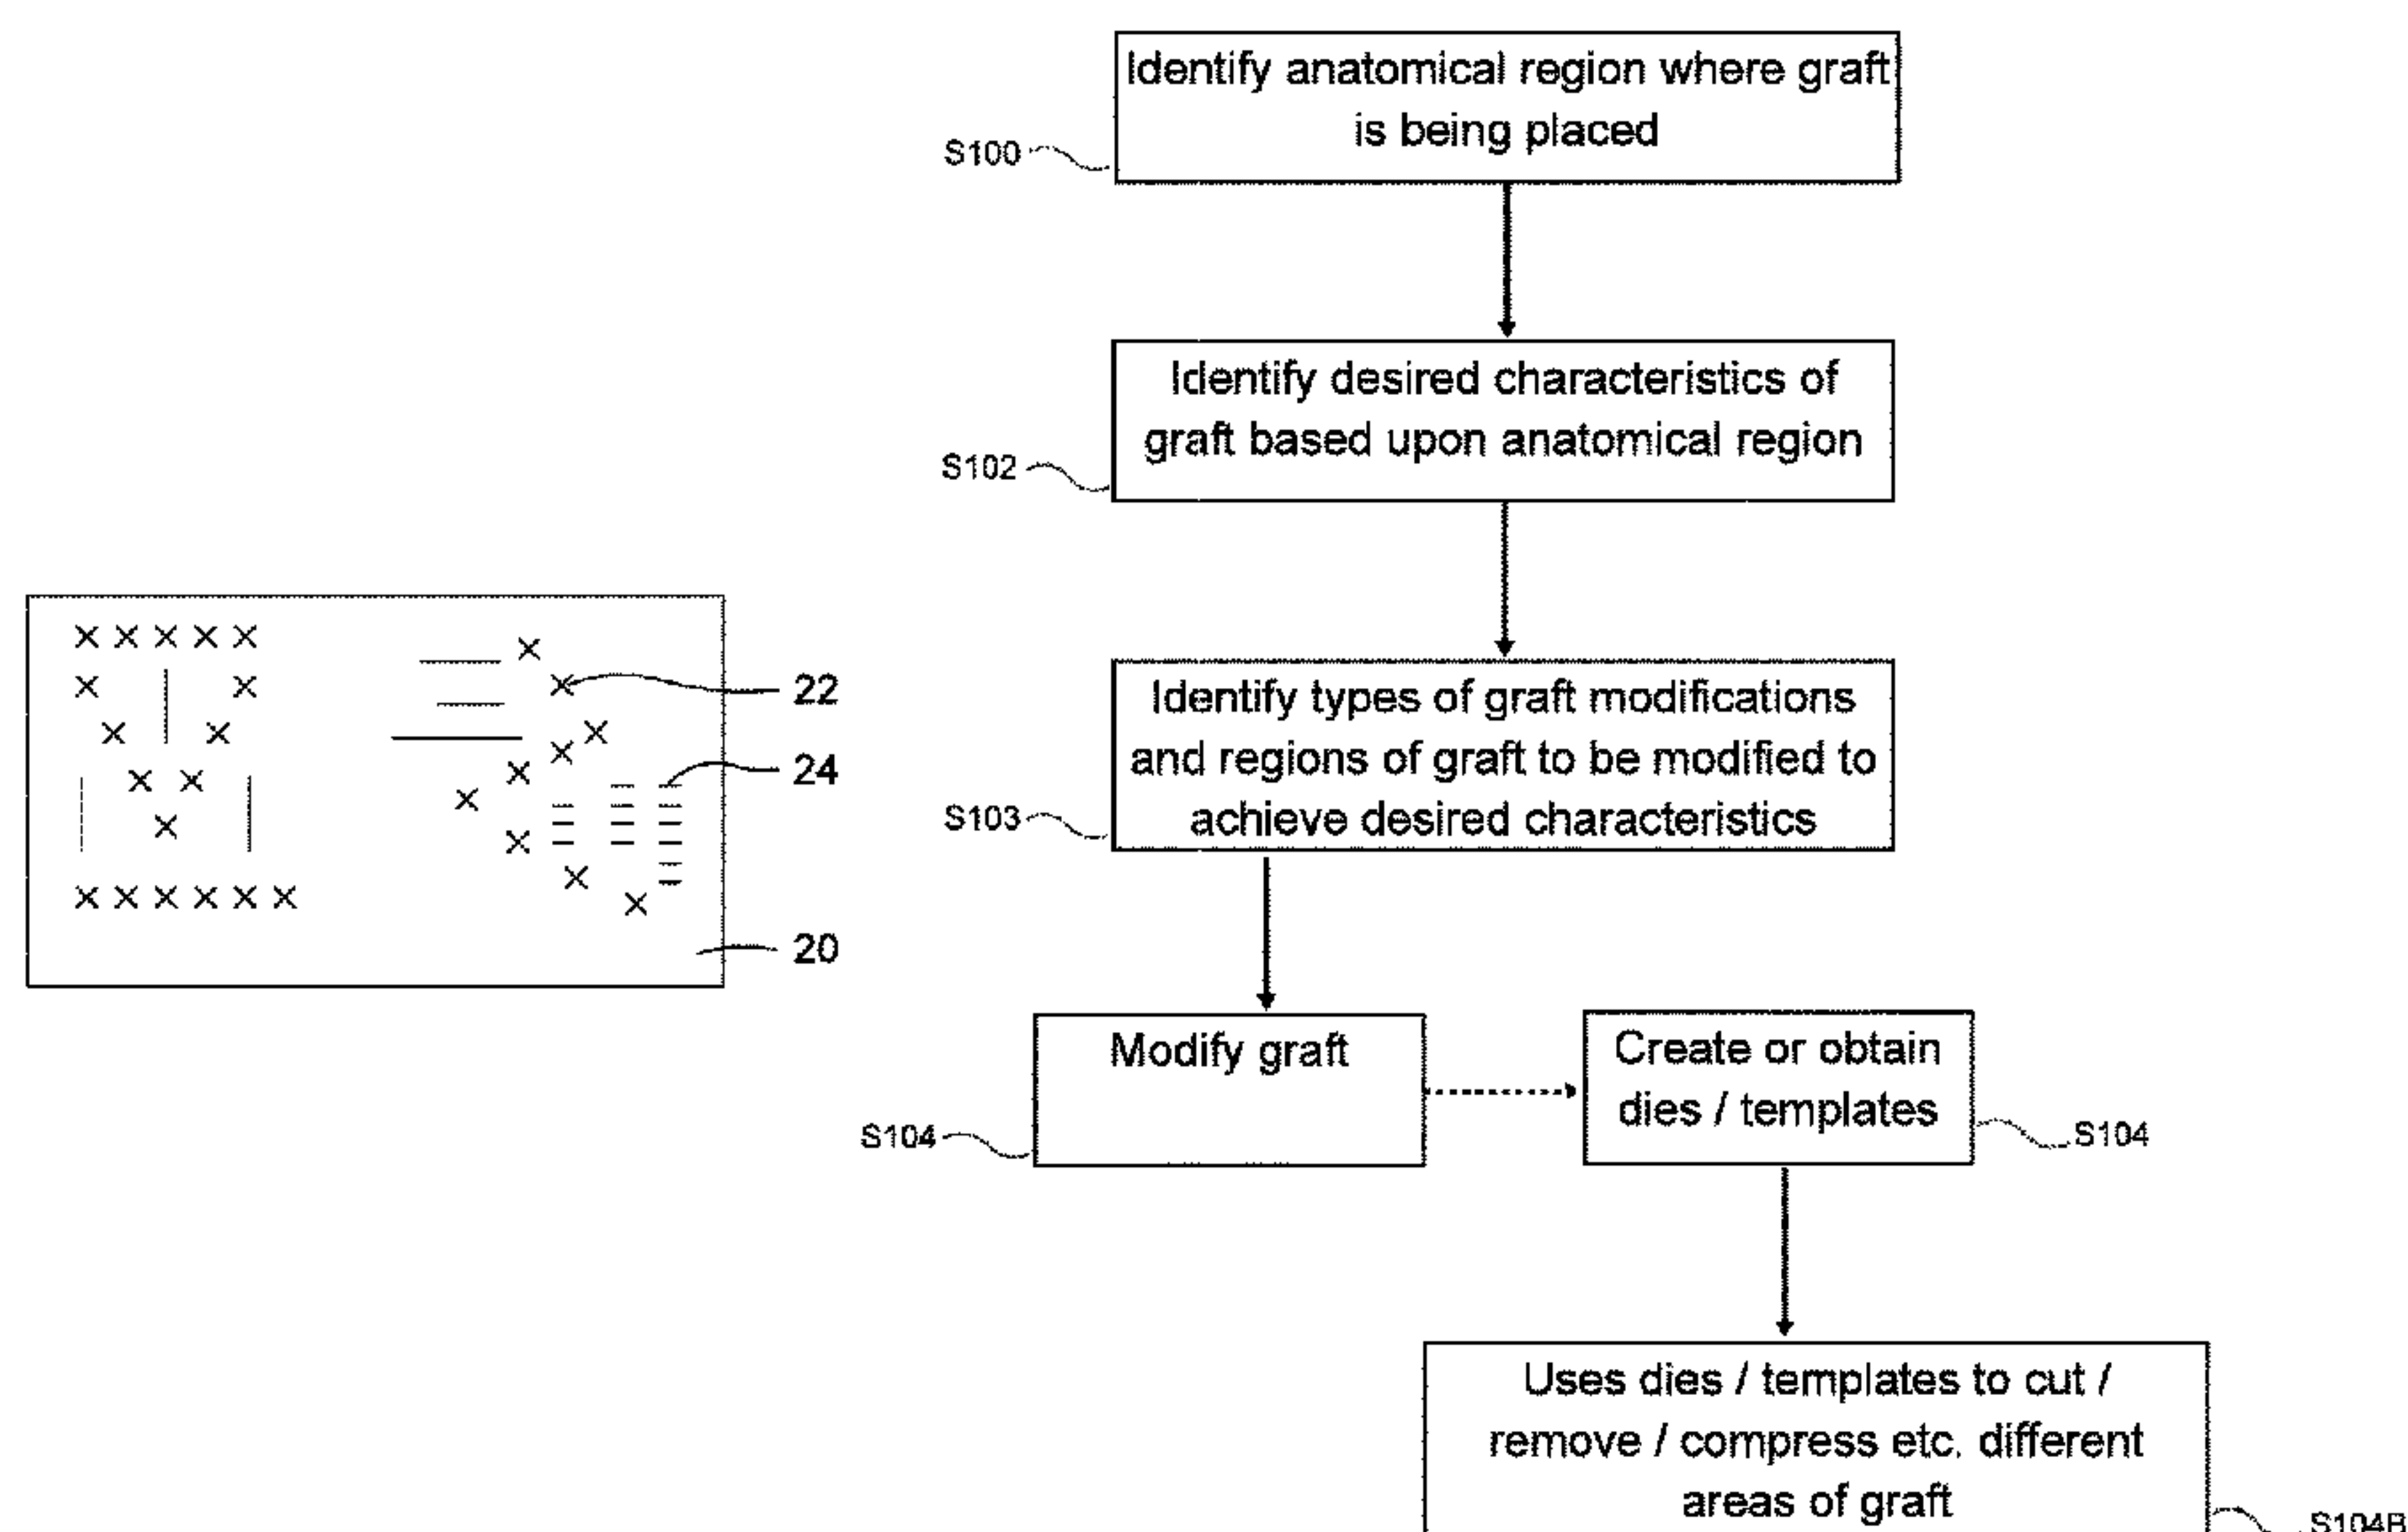 Identify anatomical region where graft
is being placed
S100
Identify desired characteristics of
graft based upon anatomical region
S102
Identify types of graft modifications
and regions of graft to be modified to
achieve desired characteristics
S103
22
24
20
Modify graft
S104
Create or obtain
dies / templates
S104
Uses dies / templates to cut /
remove / compress etc. different
areas of graft
S104B